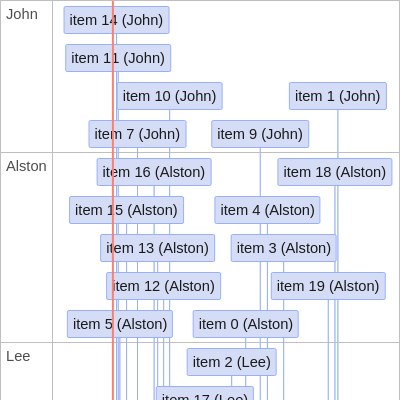 John
item 14 (John)
item 11 (John)
item 10 (John)
item 1 (John)
item 7 (John)
item 9 (John)
Alston
item 16 (Alston)
item 18 (Alston)
item 15 (Alston)
item 4 (Alston)
item 13 (Alston)
item 3 (Alston)
item 12 (Alston)
item 19 (Alston)
item 5 (Alston)
item 0 (Alston)
Lee
item 2 (Lee)
item 17 (Lee)